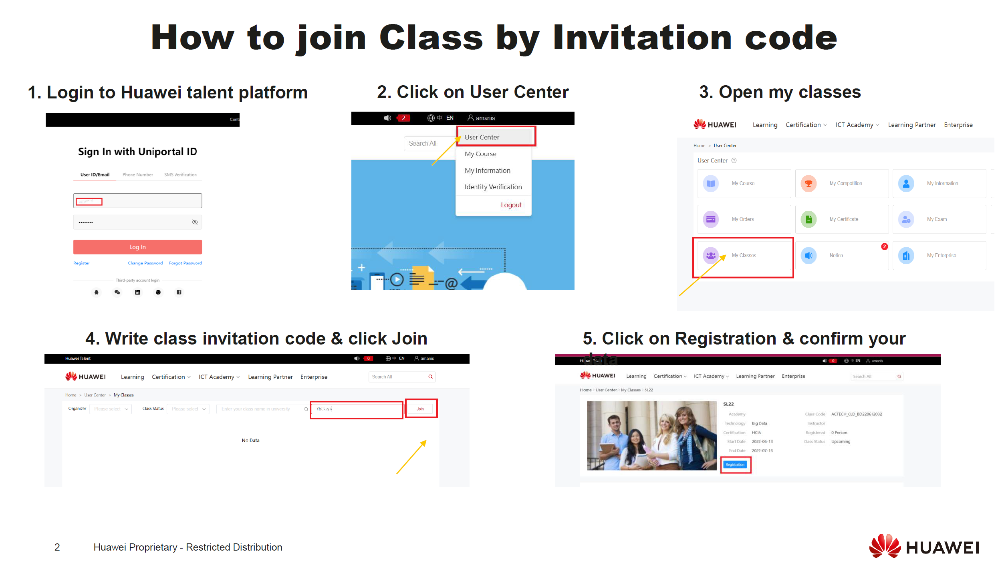 How to join Class by Invitation code
1. Login to Huawei talent platform
Conta
Sign In with Uniportal ID
User ID/Email Phone Number SMS Verification
••••••••
Log In
Register Change Password Forgot Password
Third-party account login
2. Click on User Center
2 中 EN amanis
Search All
User Center
My Course
My Information
Identity Verification
Logout
3. Open my classes
HUAWEI Learning Certification ICT Academy Learning Partner Enterprise
Home > User Center
User Center
My Course My Competition My Information
My Orders My Certificate My Exam
2
My Classes Notice My Enterprise
4. Write class invitation code & click Join
Huawei Talent 0 中 EN amanis
HUAWEI Learning Certification ICT Academy Learning Partner Enterprise Search All
Home > User Center > My Classes
Organizer Please select Class Status Please select Enter your class name in university Join
No Data
5. Click on Registration & confirm your
data
0 中 EN amanis
HUAWEI Learning Certification ICT Academy Learning Partner Enterprise Search All
Home > User Center > My Classes > SL22
SL22
Academy Class Code ACTECH_CLD_BD220612032
Technology Big Data Instructor
Certification HCIA Registered 0 Person
Start Date 2022-06-13 Class Status Upcoming
End Date 2022-07-13
Registration
2 Huawei Proprietary - Restricted Distribution
HUAWEI